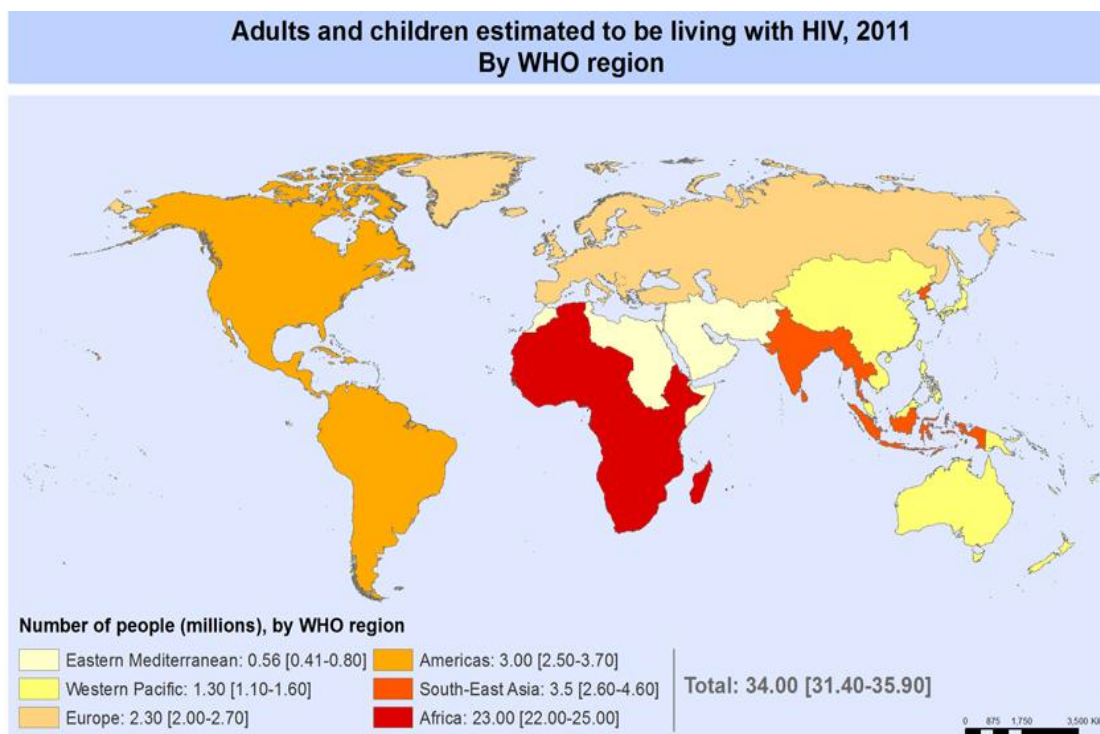 Adults and children estimated to be living with HIV, 2011
By WHO region
Number of people (millions), by WHO region
Eastern Mediterranean: 0.56 [0.41-0.80]
Western Pacific: 1.30 [1.10-1.60]
Europe: 2.30 [2.00-2.70]
Americas: 3.00 [2.50-3.70]
South-East Asia: 3.5 [2.60-4.60]
Africa: 23.00 [22.00-25.00]
Total: 34.00 [31.40-35.90]
0 875 1,750 3,500